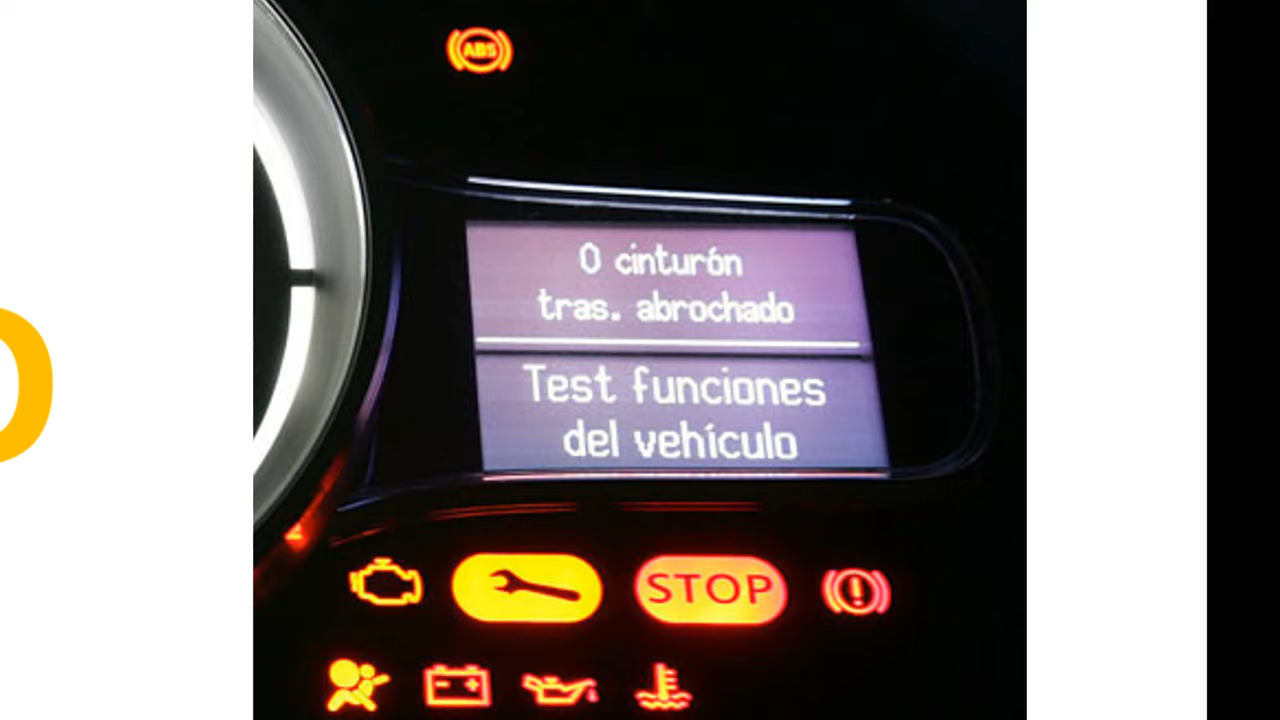 ABS
0 cinturón
tras. abrochado
Test funciones
del vehículo
STOP